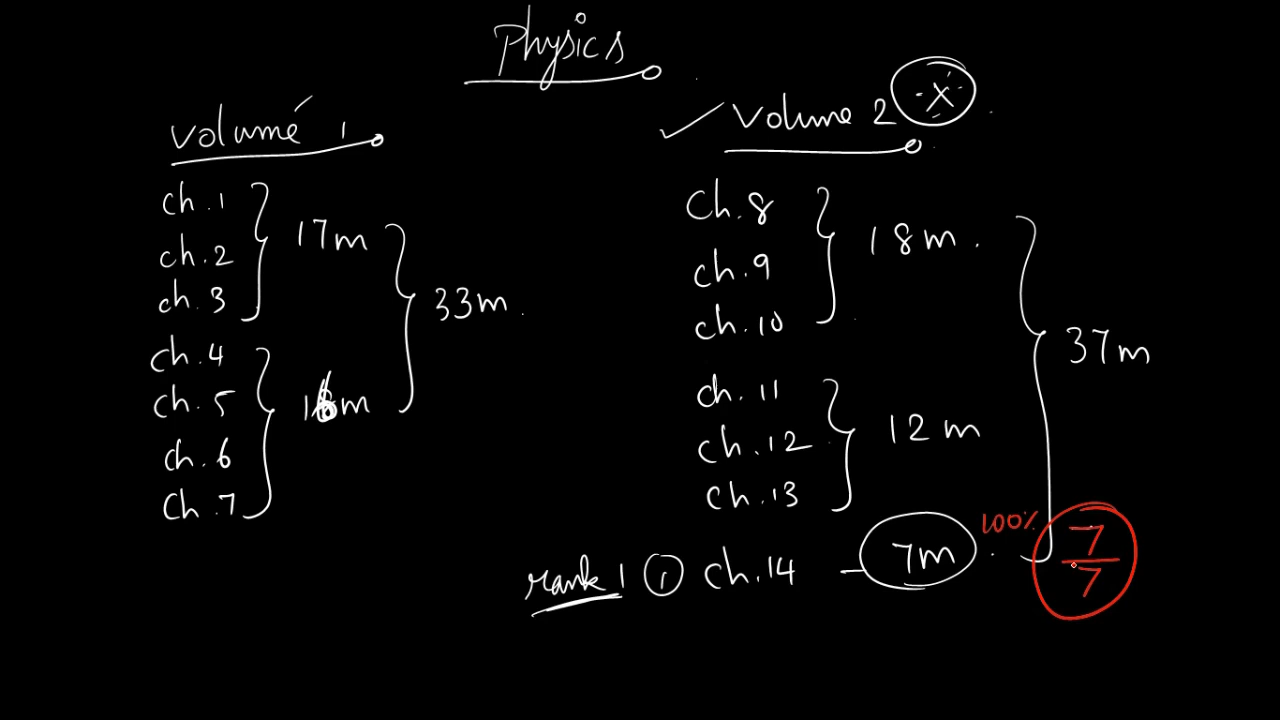 Physics
Volume 1
ch.1
ch.2
17m
ch.3
33m
ch.4
ch.5
16m
ch.6
ch.7
Volume 2 x
ch.8
18m
ch.9
ch.10
37m
ch.11
ch.12
12m
ch.13
rank 1 1 ch.14 - 7m 100% 7/7